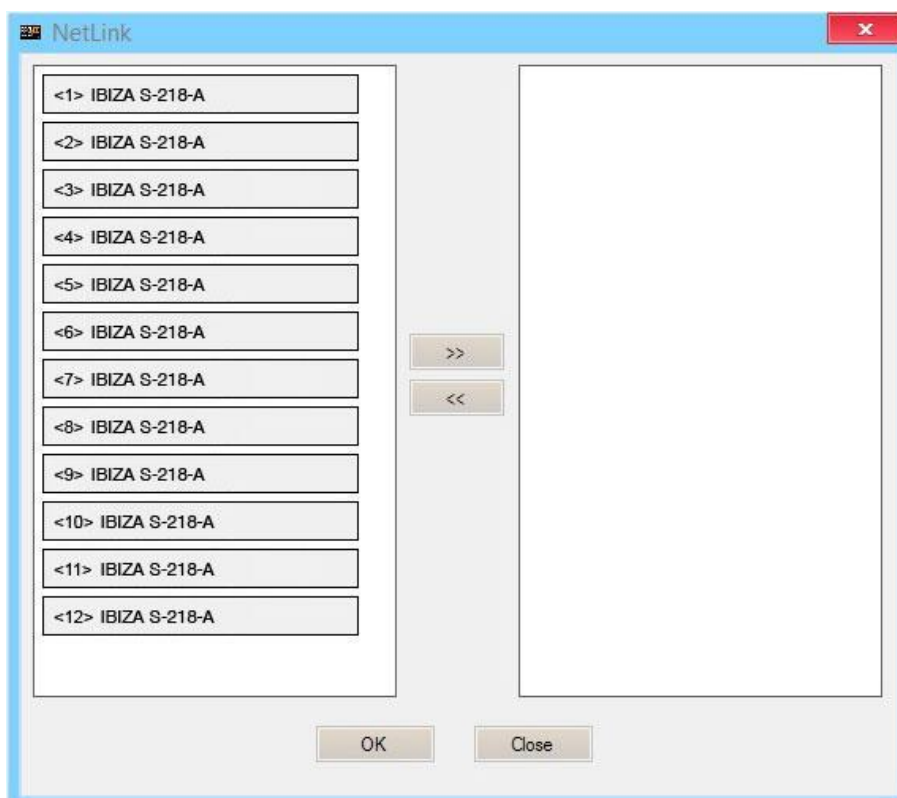 NetLink
<1> IBIZA S-218-A
<2> IBIZA S-218-A
<3> IBIZA S-218-A
<4> IBIZA S-218-A
<5> IBIZA S-218-A
<6> IBIZA S-218-A
<7> IBIZA S-218-A
<8> IBIZA S-218-A
<9> IBIZA S-218-A
<10> IBIZA S-218-A
<11> IBIZA S-218-A
<12> IBIZA S-218-A
>>
<<
OK
Close